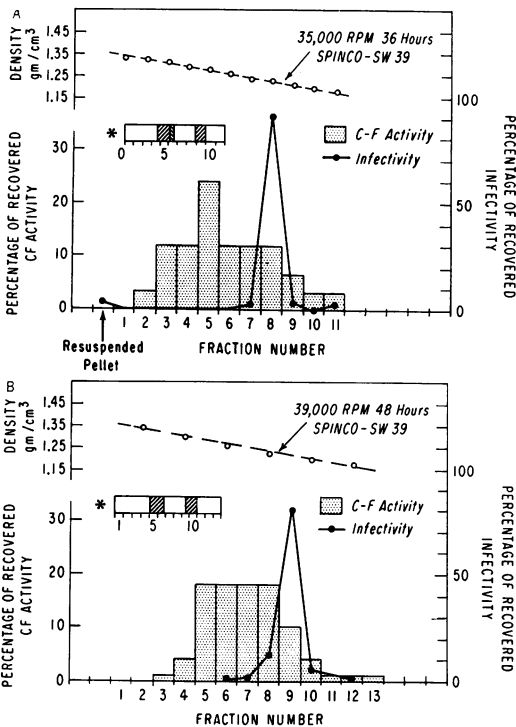 A
DENSITY
gm/cm³
1.45
1.35
1.25
1.15
35,000 RPM 36 Hours
SPINCO-SW 39
*
0 5 10
C-F Activity
Infectivity
PERCENTAGE OF RECOVERED
CF ACTIVITY
30
20
10
0
100
50
0
PERCENTAGE OF RECOVERED
INFECTIVITY
1 2 3 4 5 6 7 8 9 10 11
Resuspended
Pellet
FRACTION NUMBER
B
DENSITY
gm/cm³
1.45
1.35
1.25
1.15
39,000 RPM 48 Hours
SPINCO-SW 39
*
1 5 10
C-F Activity
Infectivity
PERCENTAGE OF RECOVERED
CF ACTIVITY
30
20
10
0
100
50
0
PERCENTAGE OF RECOVERED
INFECTIVITY
1 2 3 4 5 6 7 8 9 10 11 12 13
FRACTION NUMBER